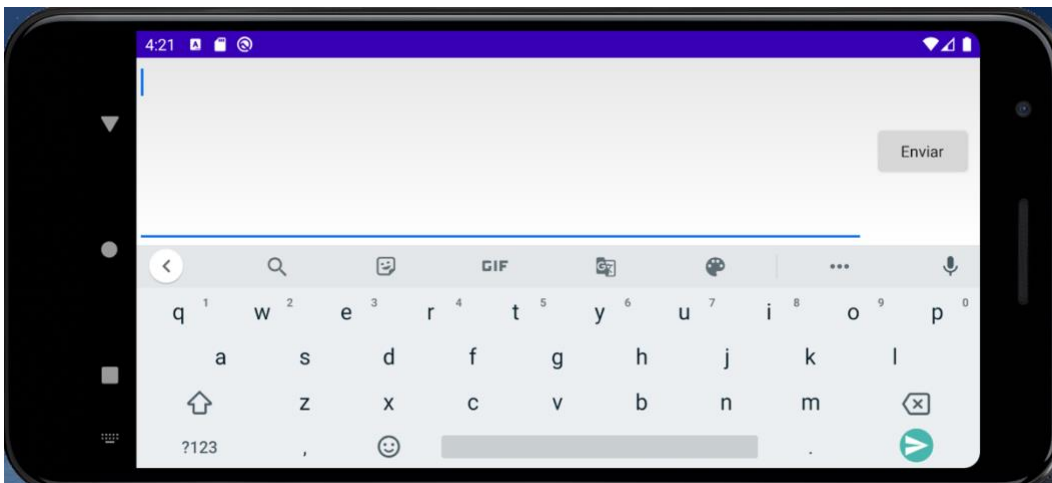 4:21
Enviar
GIF
q 1 w 2 e 3 r 4 t 5 y 6 u 7 i 8 o 9 p 0
a s d f g h j k l
z x c v b n m
?123 , .